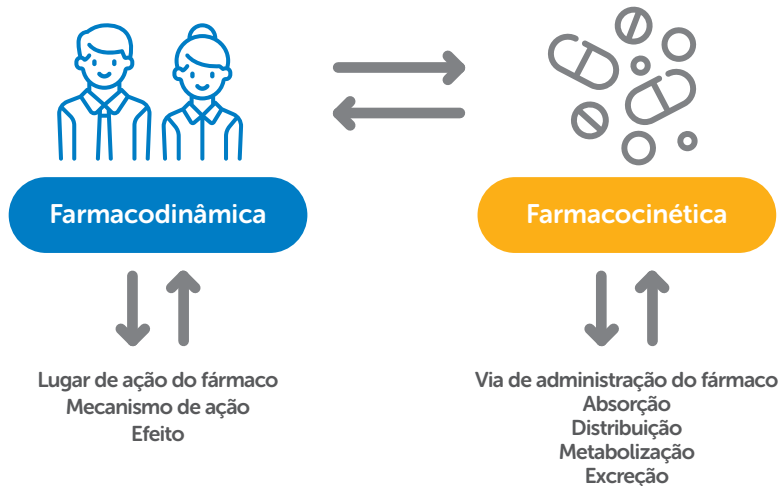 Farmacodinâmica
Farmacocinética
Lugar de ação do fármaco
Mecanismo de ação
Efeito
Via de administração do fármaco
Absorção
Distribuição
Metabolização
Excreção